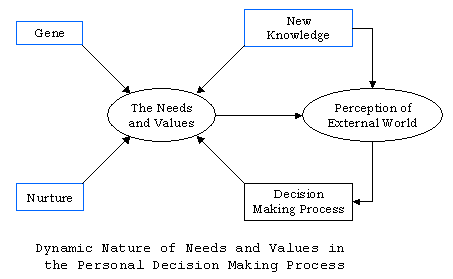 Gene
New
Knowledge
The Needs
and Values
Perception of
External World
Nurture
Decision
Making Process
Dynamic Nature of Needs and Values in
the Personal Decision Making Process